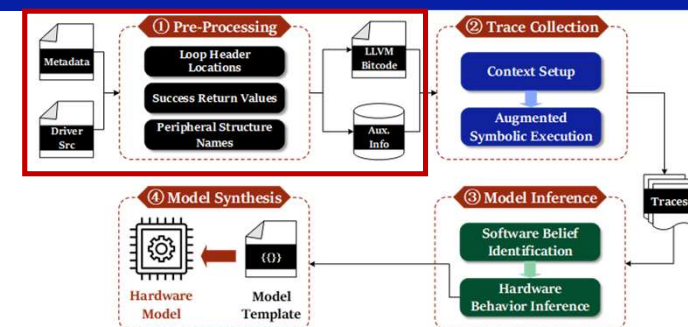 ① Pre-Processing
Metadata
Driver
Src
Loop Header
Locations
Success Return Values
Peripheral Structure
Names
LLVM
Bitcode
Aux.
Info
② Trace Collection
Context Setup
Augmented
Symbolic Execution
Traces
④ Model Synthesis
Hardware
Model
{{}}
Model
Template
③ Model Inference
Software Belief
Identification
Hardware
Behavior Inference